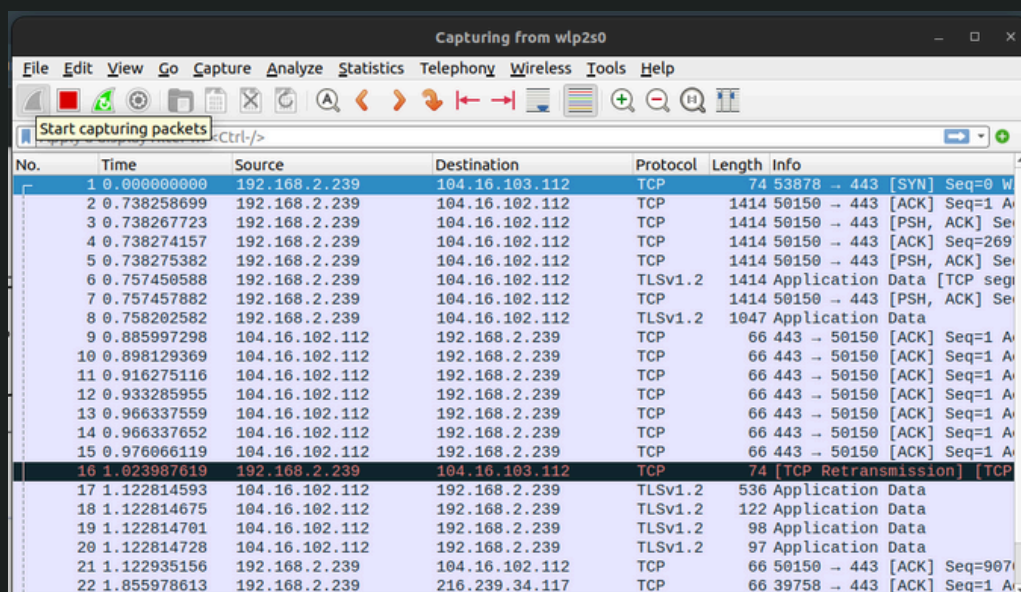 Capturing from wlp2s0
File Edit View Go Capture Analyze Statistics Telephony Wireless Tools Help
Start capturing packets
<Ctrl-/>
No. Time Source Destination Protocol Length Info
1 0.000000000 192.168.2.239 104.16.103.112 TCP 74 53878 → 443 [SYN] Seq=0 W
2 0.738258699 192.168.2.239 104.16.102.112 TCP 1414 50150 → 443 [ACK] Seq=1 A
3 0.738267723 192.168.2.239 104.16.102.112 TCP 1414 50150 → 443 [PSH, ACK] Se
4 0.738274157 192.168.2.239 104.16.102.112 TCP 1414 50150 → 443 [ACK] Seq=269
5 0.738275382 192.168.2.239 104.16.102.112 TCP 1414 50150 → 443 [PSH, ACK] Se
6 0.757450588 192.168.2.239 104.16.102.112 TLSv1.2 1414 Application Data [TCP seg
7 0.757457882 192.168.2.239 104.16.102.112 TCP 1414 50150 → 443 [PSH, ACK] Se
8 0.758202582 192.168.2.239 104.16.102.112 TLSv1.2 1047 Application Data
9 0.885997298 104.16.102.112 192.168.2.239 TCP 66 443 → 50150 [ACK] Seq=1 A
10 0.898129369 104.16.102.112 192.168.2.239 TCP 66 443 → 50150 [ACK] Seq=1 A
11 0.916275116 104.16.102.112 192.168.2.239 TCP 66 443 → 50150 [ACK] Seq=1 A
12 0.933285955 104.16.102.112 192.168.2.239 TCP 66 443 → 50150 [ACK] Seq=1 A
13 0.966337559 104.16.102.112 192.168.2.239 TCP 66 443 → 50150 [ACK] Seq=1 A
14 0.966337652 104.16.102.112 192.168.2.239 TCP 66 443 → 50150 [ACK] Seq=1 A
15 0.976066119 104.16.102.112 192.168.2.239 TCP 66 443 → 50150 [ACK] Seq=1 A
16 1.023987619 192.168.2.239 104.16.103.112 TCP 74 [TCP Retransmission] [TCP
17 1.122814593 104.16.102.112 192.168.2.239 TLSv1.2 536 Application Data
18 1.122814675 104.16.102.112 192.168.2.239 TLSv1.2 122 Application Data
19 1.122814701 104.16.102.112 192.168.2.239 TLSv1.2 98 Application Data
20 1.122814728 104.16.102.112 192.168.2.239 TLSv1.2 97 Application Data
21 1.122935156 192.168.2.239 104.16.102.112 TCP 66 50150 → 443 [ACK] Seq=907
22 1.855978613 192.168.2.239 216.239.34.117 TCP 66 39758 → 443 [ACK] Seq=1 A